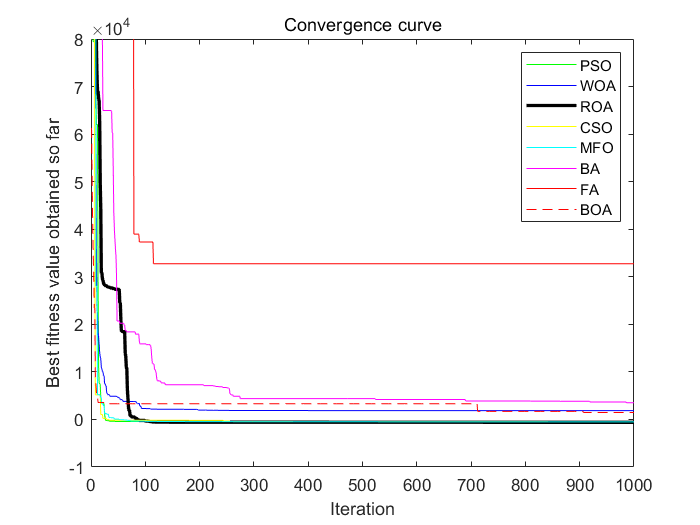 ×10⁴
Convergence curve
8
7
6
5
4
3
2
1
0
-1
Best fitness value obtained so far
PSO
WOA
ROA
CSO
MFO
BA
FA
BOA
0 100 200 300 400 500 600 700 800 900 1000
Iteration